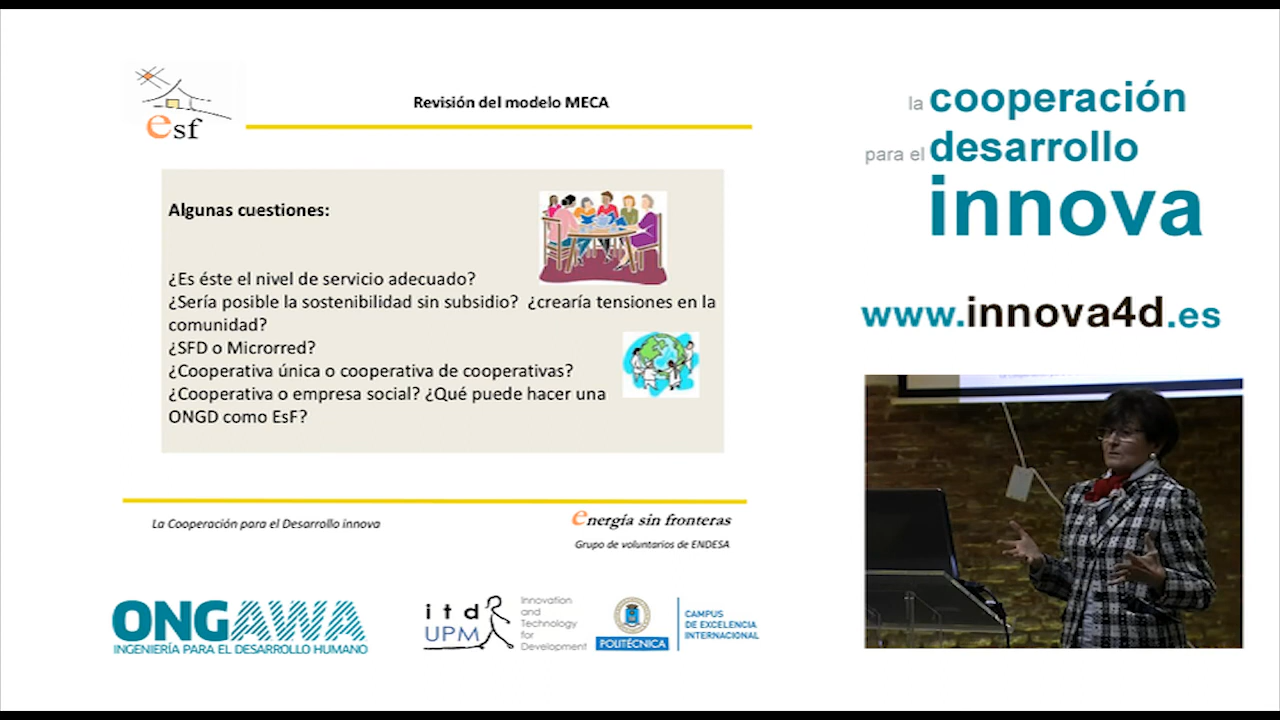 esf
Revisión del modelo MECA
Algunas cuestiones:
¿Es éste el nivel de servicio adecuado?
¿Sería posible la sostenibilidad sin subsidio? ¿crearía tensiones en la
comunidad?
¿SFD o Microrred?
¿Cooperativa única o cooperativa de cooperativas?
¿Cooperativa o empresa social? ¿Qué puede hacer una
ONGD como EsF?
La Cooperación para el Desarrollo innova
energía sin fronteras
Grupo de voluntarios de ENDESA
ONGAWA
INGENIERÍA PARA EL DESARROLLO HUMANO
itd
UPM
Innovation
and
Technology
for
Development
POLITÉCNICA
CAMPUS
DE EXCELENCIA
INTERNACIONAL
la cooperación
para el desarrollo
innova
www.innova4d.es